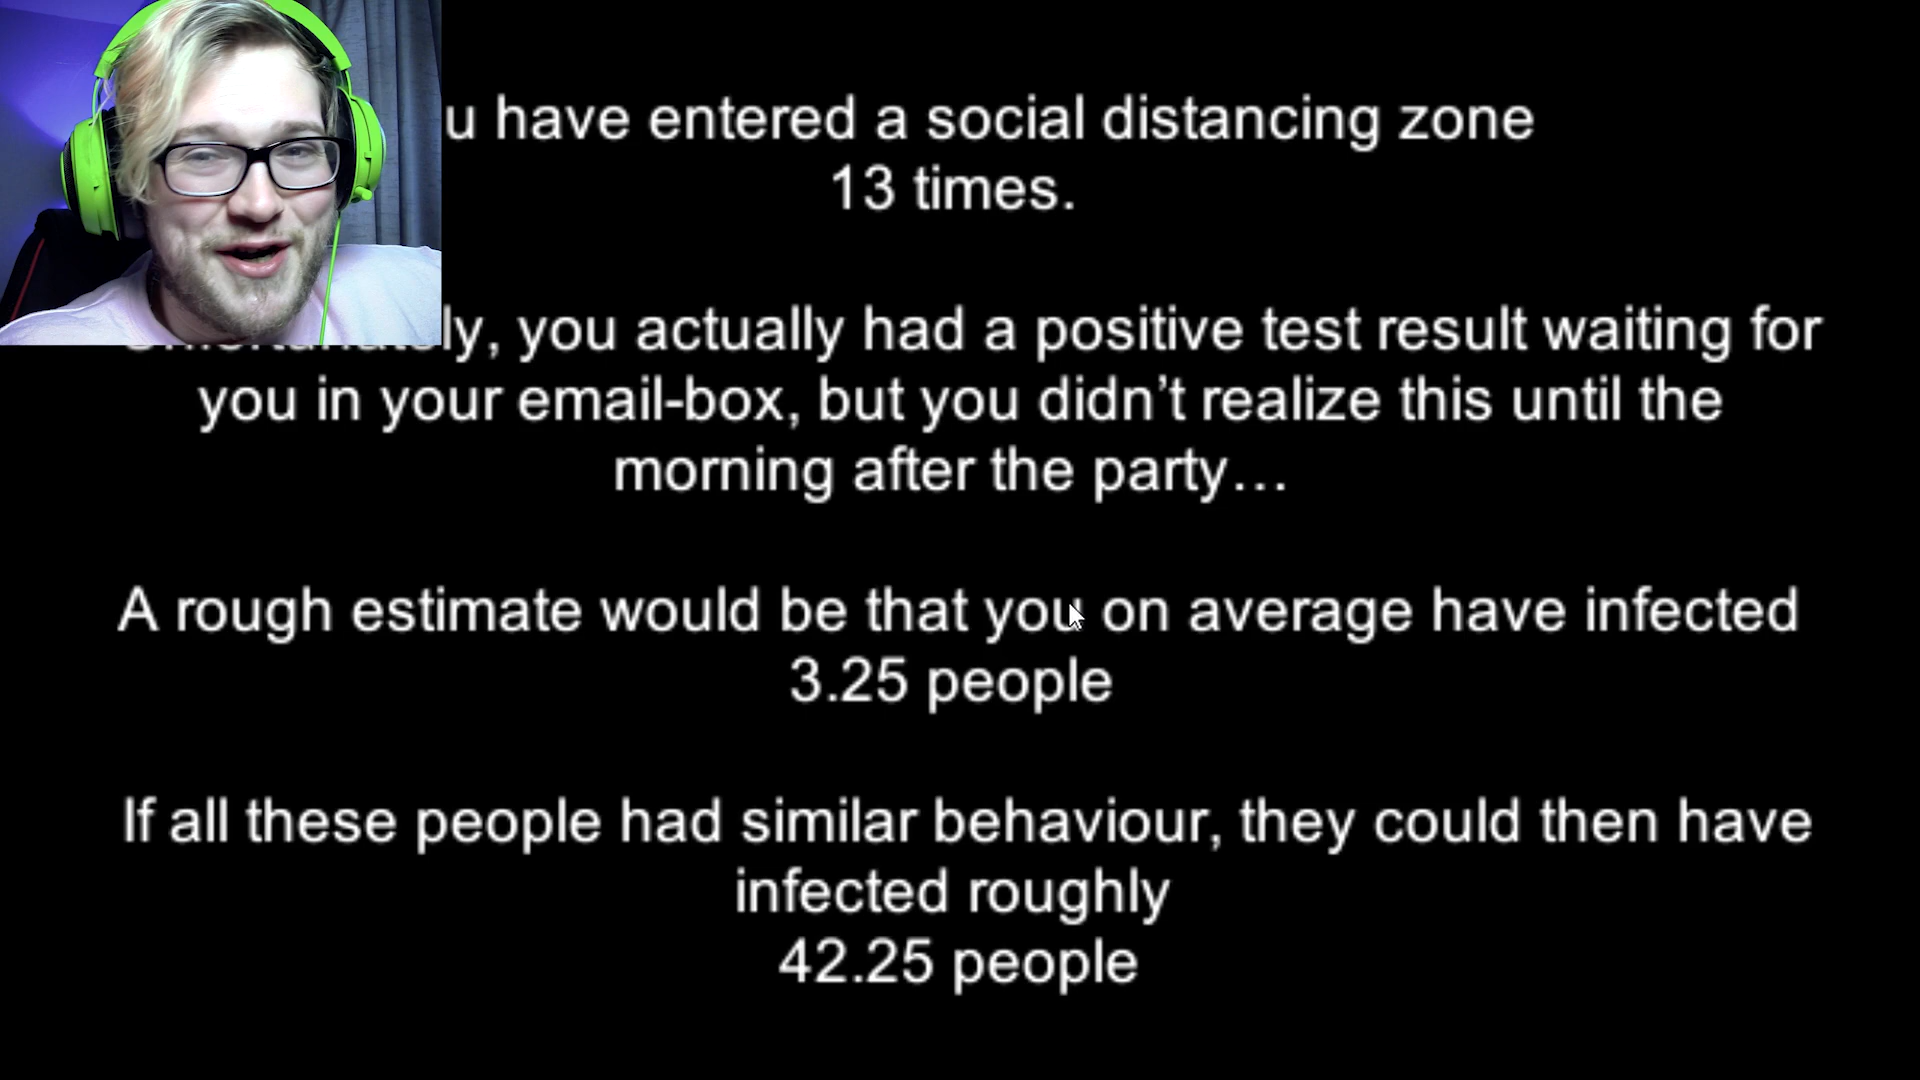 u have entered a social distancing zone
13 times.
ly, you actually had a positive test result waiting for
you in your email-box, but you didn’t realize this until the
morning after the party…
A rough estimate would be that you on average have infected
3.25 people
If all these people had similar behaviour, they could then have
infected roughly
42.25 people